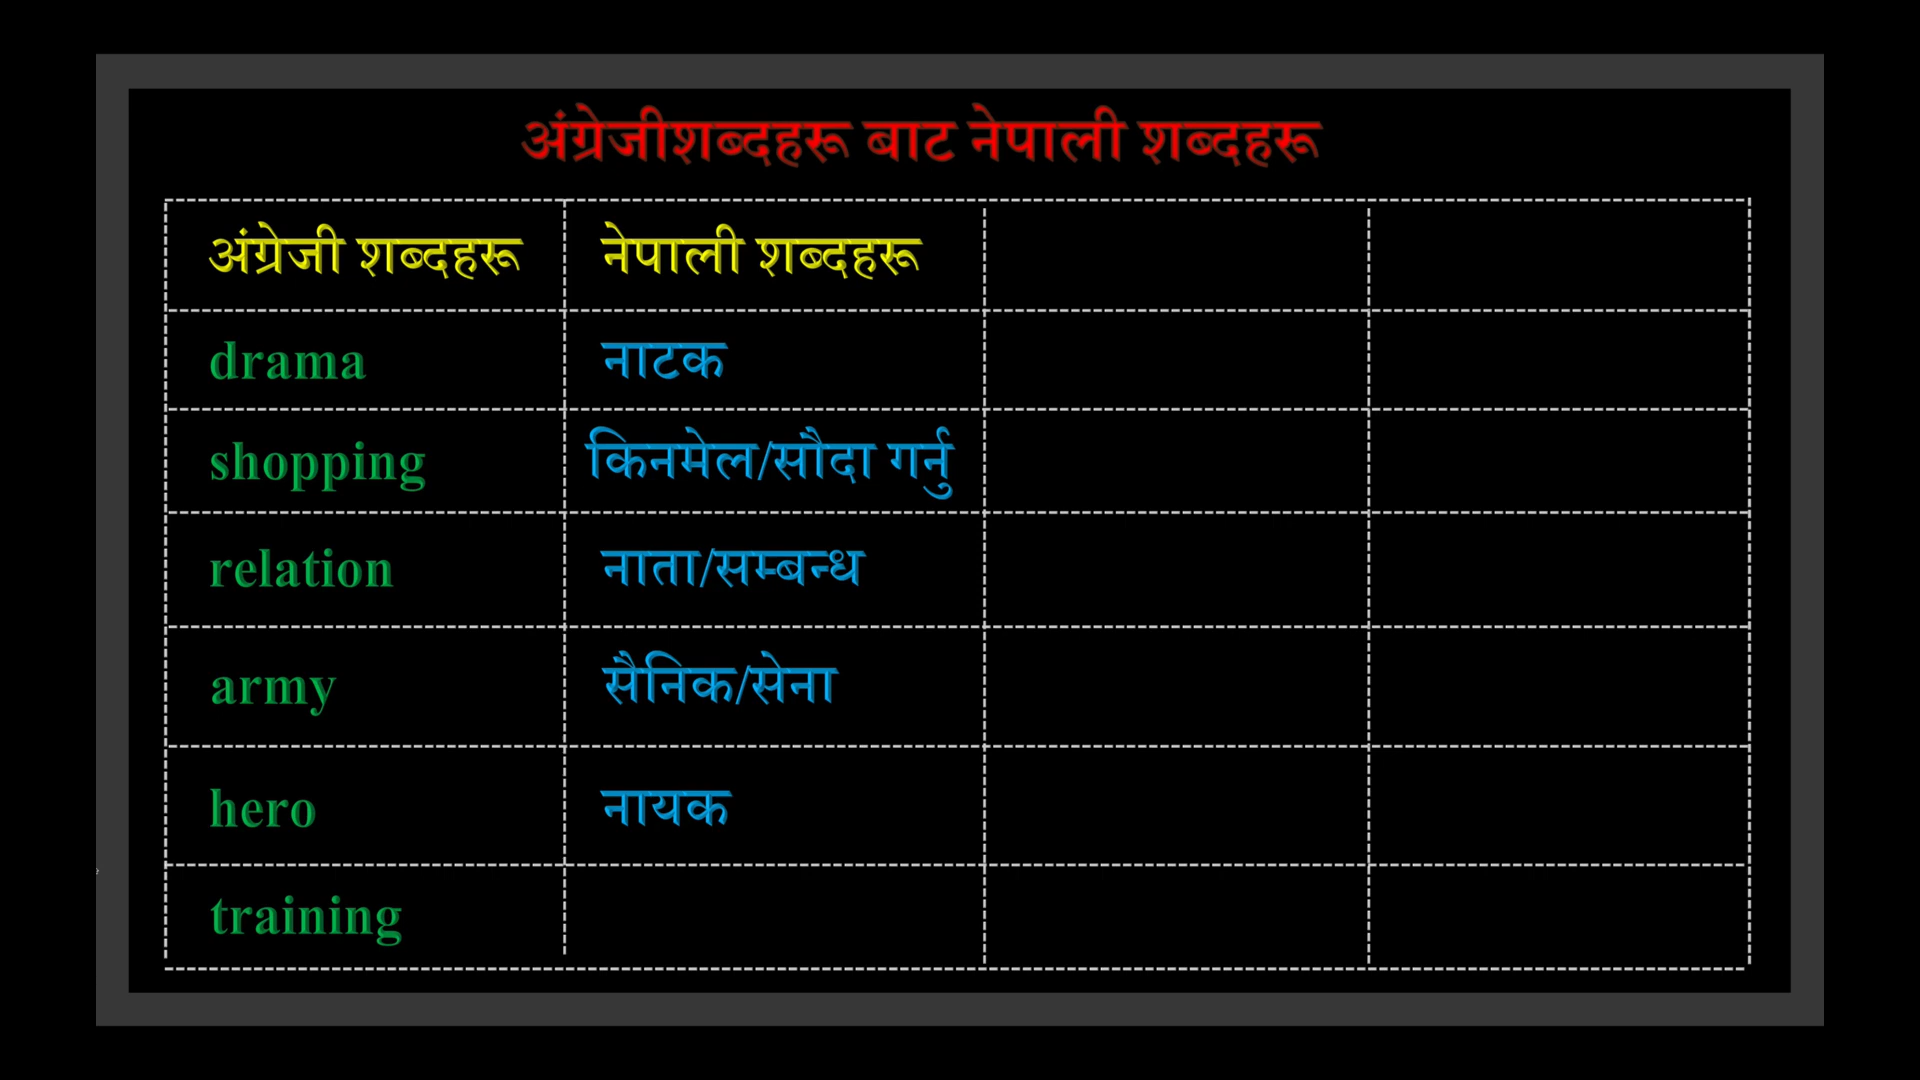 अंग्रेजीशब्दहरू बाट नेपाली शब्दहरू
अंग्रेजी शब्दहरू नेपाली शब्दहरू
drama नाटक
shopping किनमेल/सौदा गर्नु
relation नाता/सम्बन्ध
army सैनिक/सेना
hero नायक
training